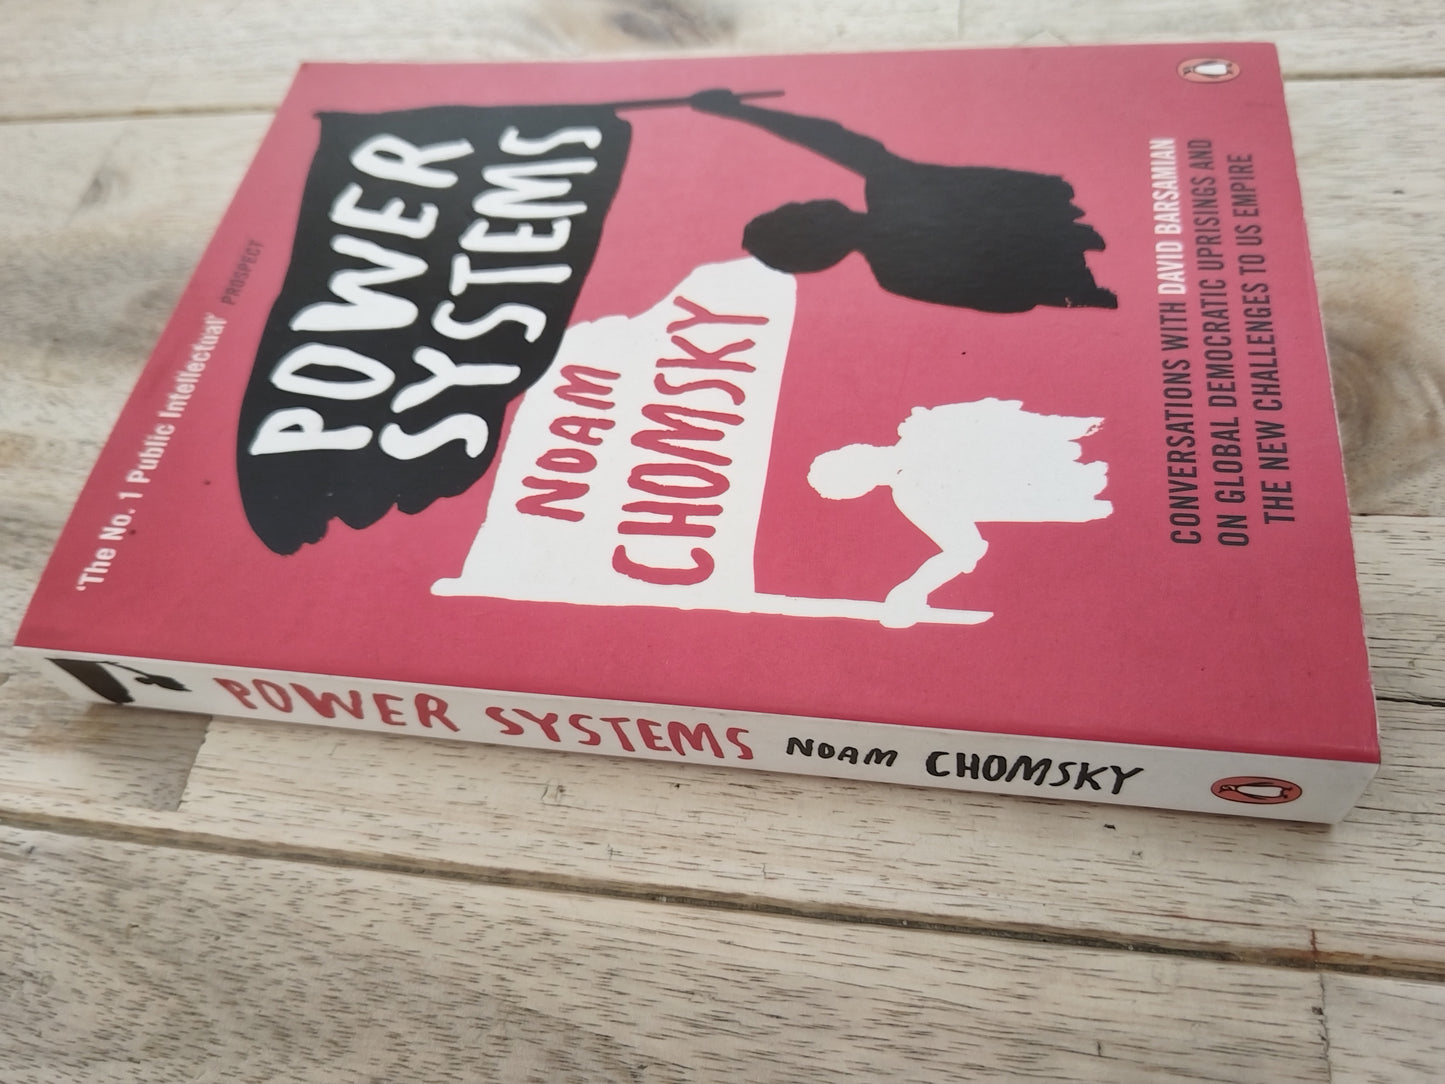 'The No. 1 Public Intellectual' PROSPECT
POWER
SYSTEMS
NOAM
CHOMSKY
CONVERSATIONS WITH DAVID BARSAMIAN
ON GLOBAL DEMOCRATIC UPRISINGS AND
THE NEW CHALLENGES TO US EMPIRE
POWER SYSTEMS NOAM CHOMSKY